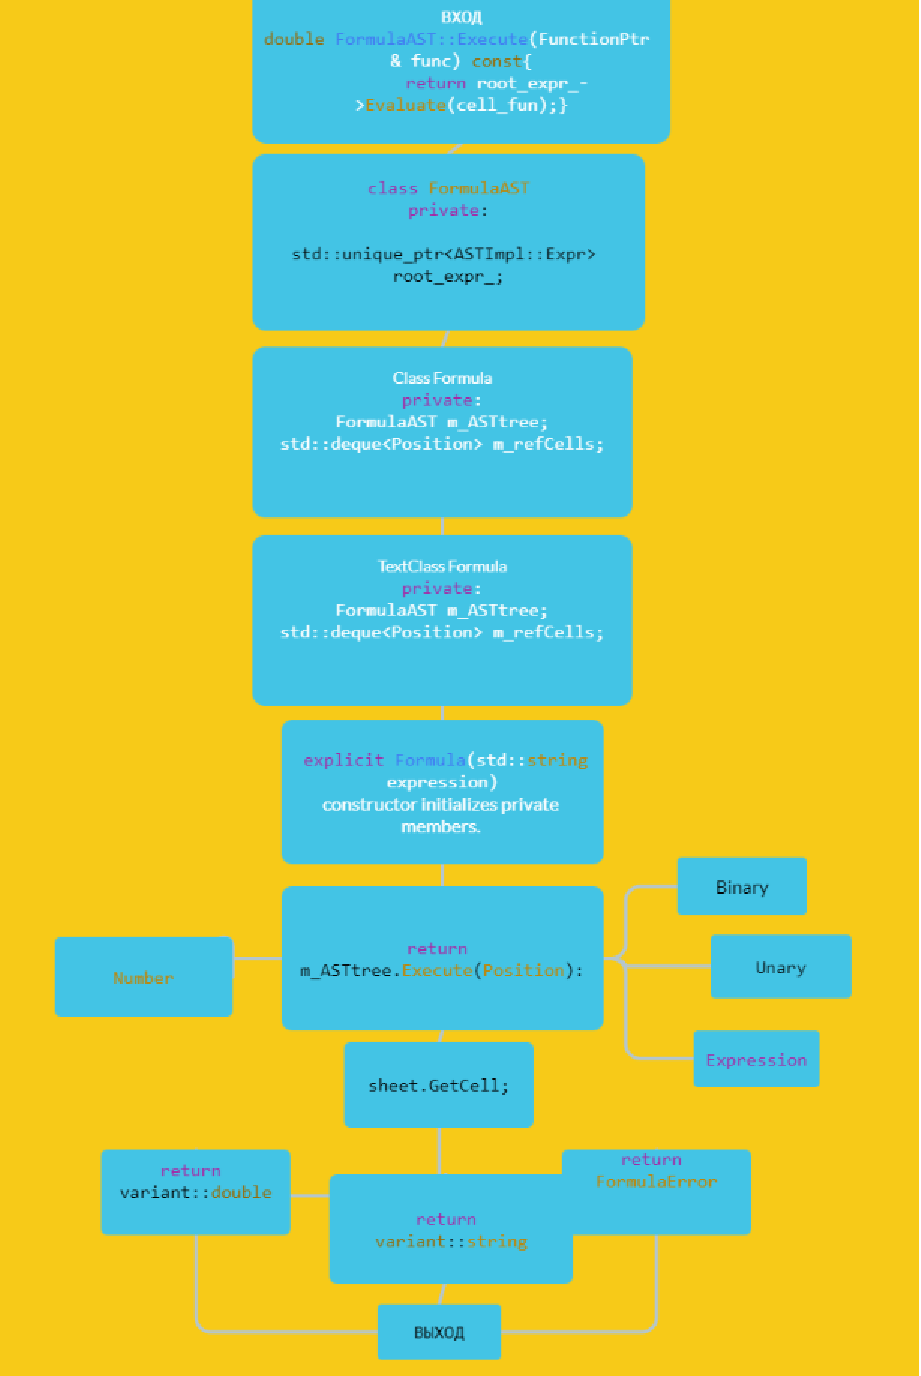 ВХОД
double FormulaAST::Execute(FunctionPtr
& func) const{
return root_expr_-
>Evaluate(cell_fun);}
class FormulaAST
private:
std::unique_ptr<ASTImpl::Expr>
root_expr_;
Class Formula
private:
FormulaAST m_ASTtree;
std::deque<Position> m_refCells;
TextClass Formula
private:
FormulaAST m_ASTtree;
std::deque<Position> m_refCells;
explicit Formula(std::string
expression)
constructor initializes private
members.
Binary
return
m_ASTtree.Execute(Position):
Number
Unary
Expression
sheet.GetCell;
return
variant::double
return
variant::string
return
FormulaError
ВЫХОД